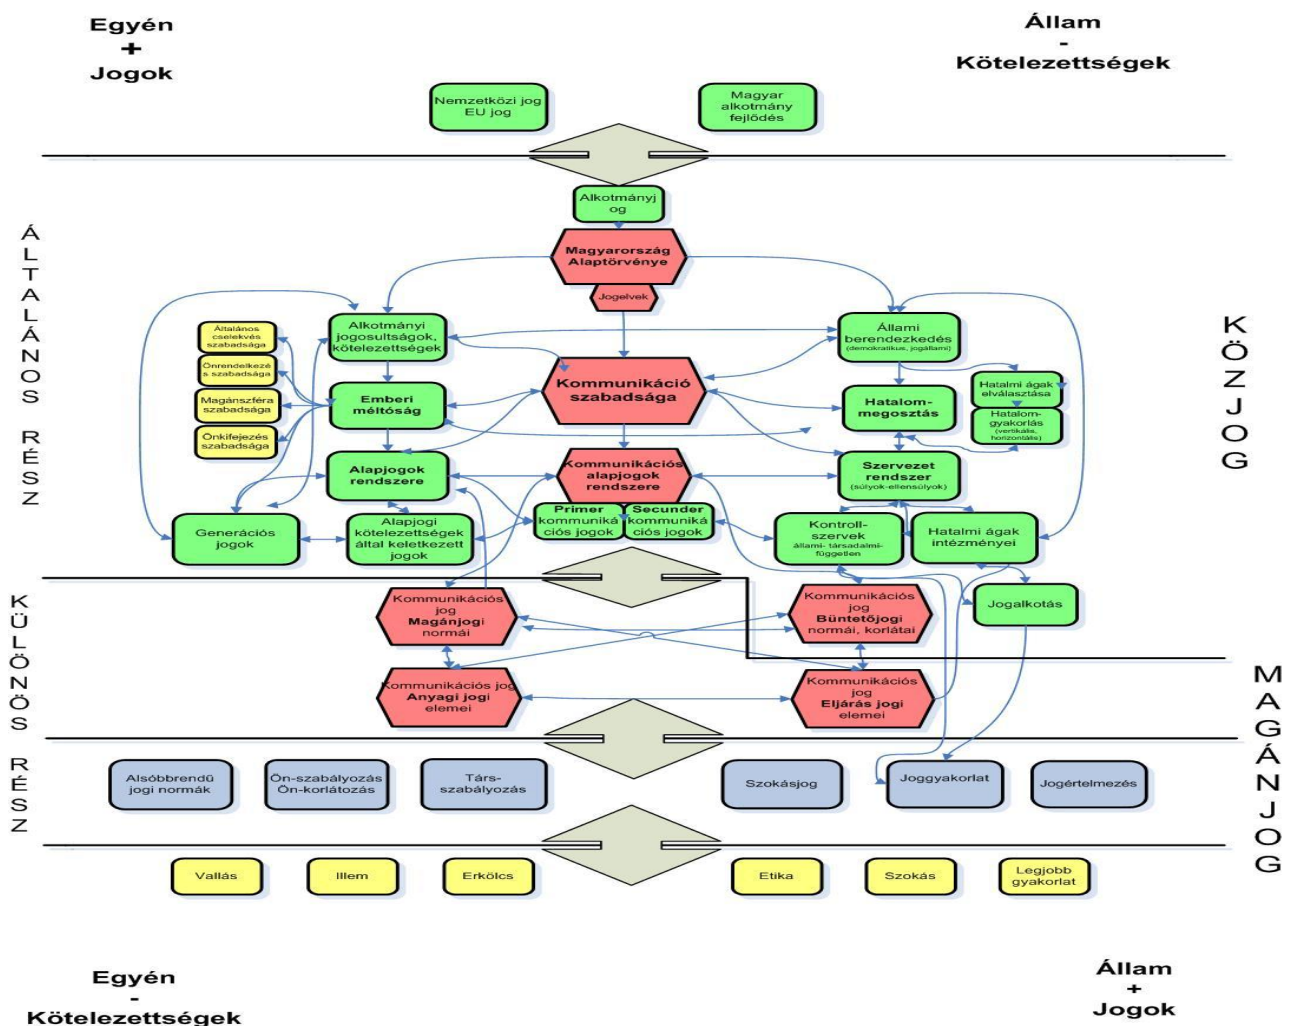 Egyén
+
Jogok
Állam
-
Kötelezettségek
Nemzetközi jog
EU jog
Magyar
alkotmány
fejlődés
Alkotmányj
og
Magyarország
Alaptörvénye
Jogelvek
ÁLTALÁNOS RÉSZ
KÖZJOG
Általános
cselekvés
szabadsága
Önrendelkezé
s szabadsága
Magánszféra
szabadsága
Önkifejezés
szabadsága
Alkotmányi
jogosultságok,
kötelezettségek
Emberi
méltóság
Alapjogok
rendszere
Generációs
jogok
Alapjogi
kötelezettségek
által keletkezett
jogok
Kommunikáció
szabadsága
Kommunikációs
alapjogok
rendszere
Primer
kommuniká
ciós jogok
Secunder
kommuniká
ciós jogok
Állami
berendezkedés
(demokratikus, jogállami)
Hatalom-
megosztás
Hatalmi ágak
elválasztása
Hatalom-
gyakorlás
(vertikális,
horizontális)
Szervezet
rendszer
(súlyok-ellensúlyok)
Kontroll-
szervek
állami- társadalmi-
független
Hatalmi ágak
intézményei
Jogalkotás
KÜLÖNÖS RÉSZ
MAGÁNJOG
Kommunikációs
jog
Magánjogi
normái
Kommunikációs
jog
Büntetőjogi
normái, korlátai
Kommunikációs jog
Anyagi jogi
elemei
Kommunikációs
jog
Eljárás jogi
elemei
Alsóbbrendű
jogi normák
Ön-szabályozás
Ön-korlátozás
Társ-
szabályozás
Szokásjog
Joggyakorlat
Jogértelmezés
Vallás
Illem
Erkölcs
Etika
Szokás
Legjobb
gyakorlat
Egyén
-
Kötelezettségek
Állam
+
Jogok